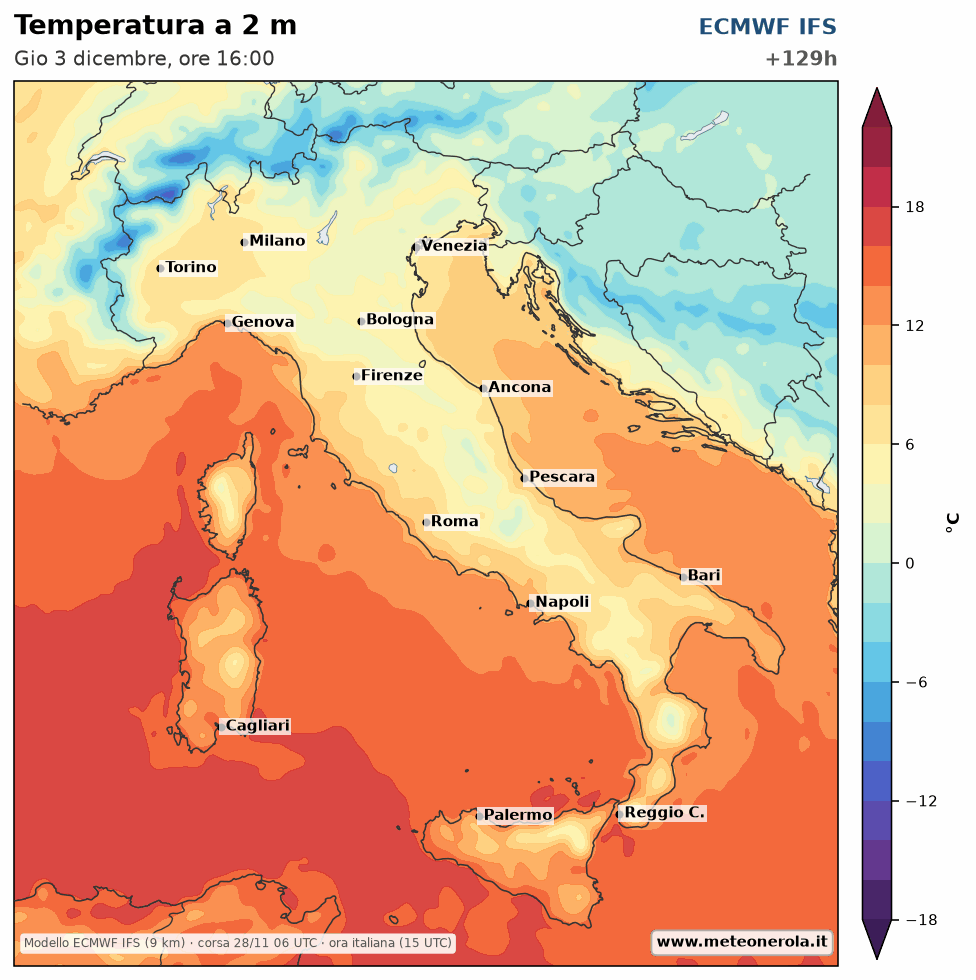 Temperatura a 2 m
ECMWF IFS
Gio 3 dicembre, ore 16:00
+129h
Milano
Venezia
Torino
Genova
Bologna
Firenze
Ancona
Pescara
Roma
Bari
Napoli
Cagliari
Palermo
Reggio C.
18
12
6
0
−6
−12
−18
°C
Modello ECMWF IFS (9 km) · corsa 28/11 06 UTC · ora italiana (15 UTC)
www.meteonerola.it